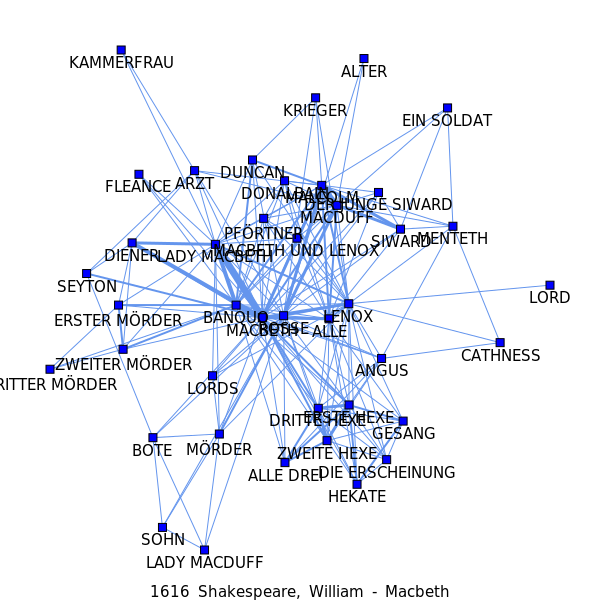 KAMMERFRAU
ALTER
KRIEGER
EIN SOLDAT
DUNCAN
FLEANCE
ARZT
DONALBAIN
MALCOLM
DER JUNGE SIWARD
MACDUFF
PFÖRTNER
SIWARD
MENTETH
MACBETH UND LENOX
DIENER
LADY MACBETH
SEYTON
LORD
BANQUO
LENOX
ERSTER MÖRDER
MACBETH
ROSSE
ALLE
CATHNESS
ZWEITER MÖRDER
ANGUS
RITTER MÖRDER
LORDS
DRITTE HEXE
ERSTE HEXE
GESANG
BOTE
MÖRDER
ZWEITE HEXE
ALLE DREI
DIE ERSCHEINUNG
HEKATE
SOHN
LADY MACDUFF
1616 Shakespeare, William - Macbeth